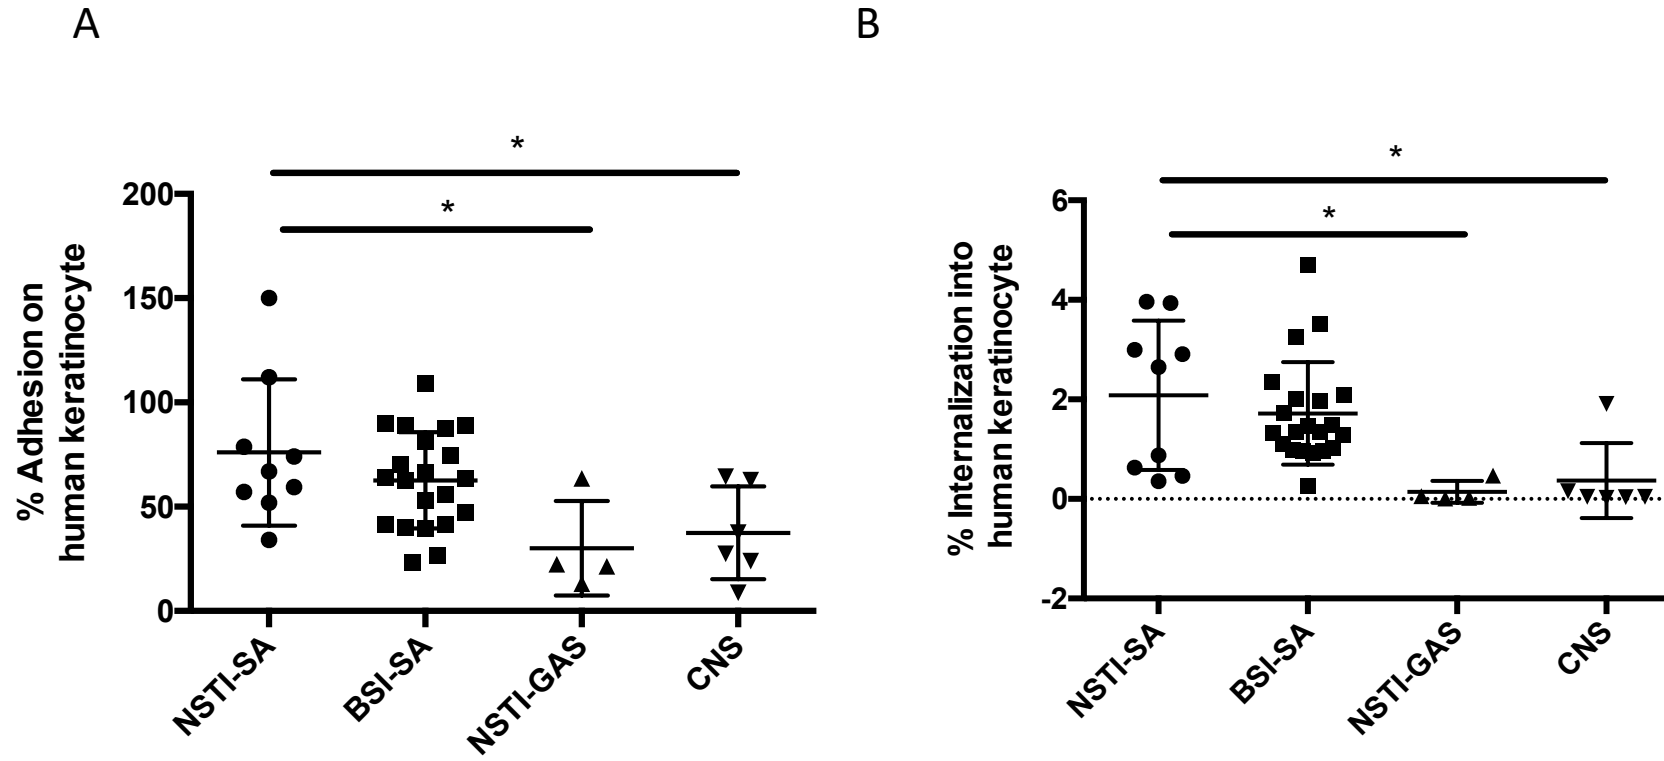 A
% Adhesion on
human keratinocyte
200
150
100
50
0
*
*
NSTI-SA
BSI-SA
NSTI-GAS
CNS
B
% Internalization into
human keratinocyte
6
4
2
0
-2
*
*
NSTI-SA
BSI-SA
NSTI-GAS
CNS